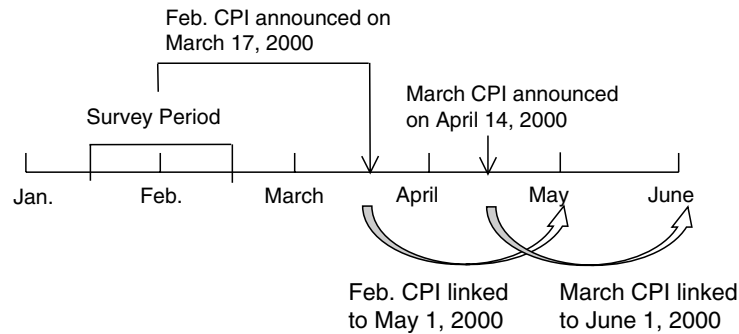 Feb. CPI announced on
March 17, 2000
March CPI announced
on April 14, 2000
Survey Period
Jan.
Feb.
March
April
May
June
Feb. CPI linked
to May 1, 2000
March CPI linked
to June 1, 2000